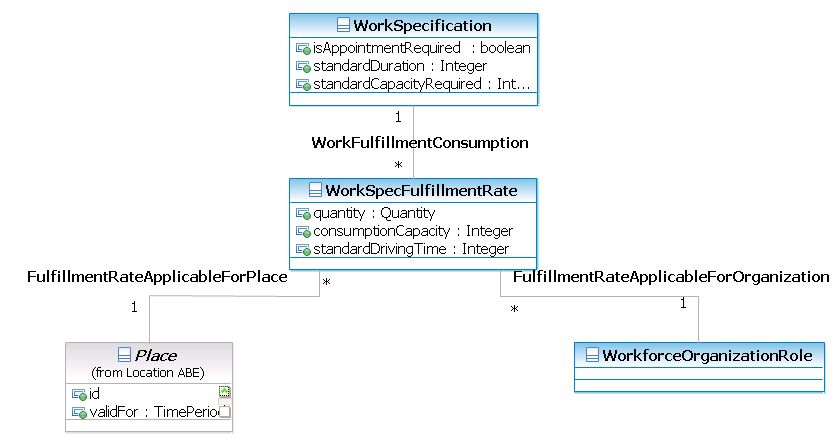 WorkSpecification
isAppointmentRequired : boolean
standardDuration : Integer
standardCapacityRequired : Int...
1
WorkFulfillmentConsumption
*
WorkSpecFulfillmentRate
quantity : Quantity
consumptionCapacity : Integer
standardDrivingTime : Integer
FulfillmentRateApplicableForPlace
*
FulfillmentRateApplicableForOrganization
1
*
1
Place
(from Location ABE)
id
validFor : TimePeriod
WorkforceOrganizationRole